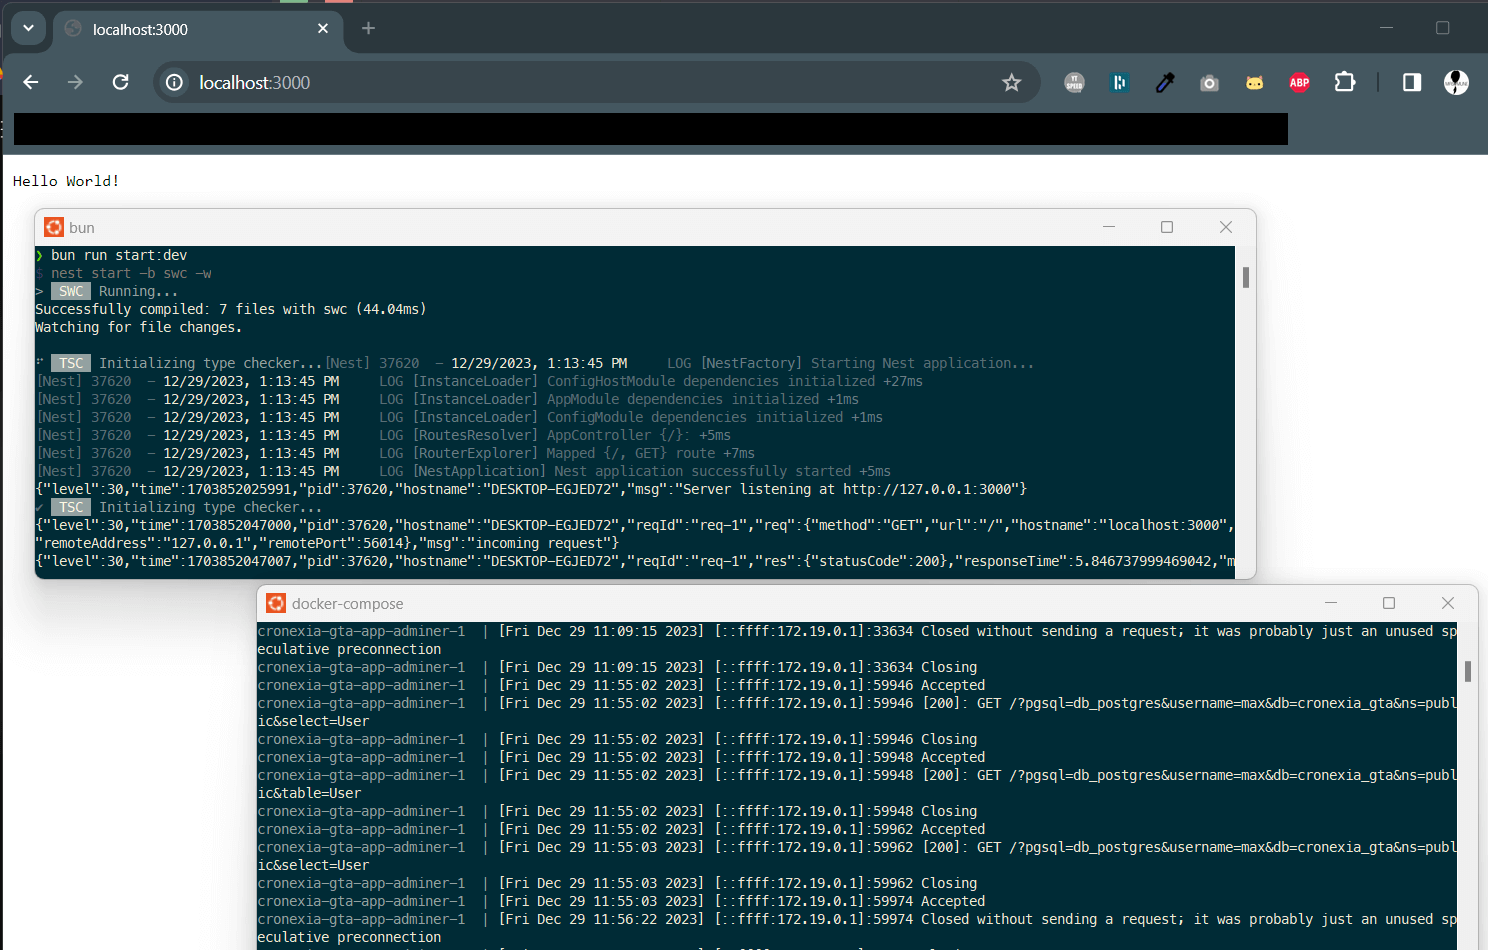 localhost:3000
localhost:3000
YT SPEED
ABP
Hello World!
bun
❯ bun run start:dev
$ nest start -b swc -w
> SWC Running...
Successfully compiled: 7 files with swc (44.04ms)
Watching for file changes.
TSC Initializing type checker...[Nest] 37620 - 12/29/2023, 1:13:45 PM LOG [NestFactory] Starting Nest application...
[Nest] 37620 - 12/29/2023, 1:13:45 PM LOG [InstanceLoader] ConfigHostModule dependencies initialized +27ms
[Nest] 37620 - 12/29/2023, 1:13:45 PM LOG [InstanceLoader] AppModule dependencies initialized +1ms
[Nest] 37620 - 12/29/2023, 1:13:45 PM LOG [InstanceLoader] ConfigModule dependencies initialized +1ms
[Nest] 37620 - 12/29/2023, 1:13:45 PM LOG [RoutesResolver] AppController {/}: +5ms
[Nest] 37620 - 12/29/2023, 1:13:45 PM LOG [RouterExplorer] Mapped {/, GET} route +7ms
[Nest] 37620 - 12/29/2023, 1:13:45 PM LOG [NestApplication] Nest application successfully started +5ms
{"level":30,"time":1703852025991,"pid":37620,"hostname":"DESKTOP-EGJED72","msg":"Server listening at http://127.0.0.1:3000"}
✔ TSC Initializing type checker...
{"level":30,"time":1703852047000,"pid":37620,"hostname":"DESKTOP-EGJED72","reqId":"req-1","req":{"method":"GET","url":"/","hostname":"localhost:3000",
"remoteAddress":"127.0.0.1","remotePort":56014},"msg":"incoming request"}
{"level":30,"time":1703852047007,"pid":37620,"hostname":"DESKTOP-EGJED72","reqId":"req-1","res":{"statusCode":200},"responseTime":5.846737999469042,"m
docker-compose
cronexia-gta-app-adminer-1 | [Fri Dec 29 11:09:15 2023] [::ffff:172.19.0.1]:33634 Closed without sending a request; it was probably just an unused sp
eculative preconnection
cronexia-gta-app-adminer-1 | [Fri Dec 29 11:09:15 2023] [::ffff:172.19.0.1]:33634 Closing
cronexia-gta-app-adminer-1 | [Fri Dec 29 11:55:02 2023] [::ffff:172.19.0.1]:59946 Accepted
cronexia-gta-app-adminer-1 | [Fri Dec 29 11:55:02 2023] [::ffff:172.19.0.1]:59946 [200]: GET /?pgsql=db_postgres&username=max&db=cronexia_gta&ns=publ
ic&select=User
cronexia-gta-app-adminer-1 | [Fri Dec 29 11:55:02 2023] [::ffff:172.19.0.1]:59946 Closing
cronexia-gta-app-adminer-1 | [Fri Dec 29 11:55:02 2023] [::ffff:172.19.0.1]:59948 Accepted
cronexia-gta-app-adminer-1 | [Fri Dec 29 11:55:02 2023] [::ffff:172.19.0.1]:59948 [200]: GET /?pgsql=db_postgres&username=max&db=cronexia_gta&ns=publ
ic&table=User
cronexia-gta-app-adminer-1 | [Fri Dec 29 11:55:02 2023] [::ffff:172.19.0.1]:59948 Closing
cronexia-gta-app-adminer-1 | [Fri Dec 29 11:55:02 2023] [::ffff:172.19.0.1]:59962 Accepted
cronexia-gta-app-adminer-1 | [Fri Dec 29 11:55:03 2023] [::ffff:172.19.0.1]:59962 [200]: GET /?pgsql=db_postgres&username=max&db=cronexia_gta&ns=publ
ic&select=User
cronexia-gta-app-adminer-1 | [Fri Dec 29 11:55:03 2023] [::ffff:172.19.0.1]:59962 Closing
cronexia-gta-app-adminer-1 | [Fri Dec 29 11:55:03 2023] [::ffff:172.19.0.1]:59974 Accepted
cronexia-gta-app-adminer-1 | [Fri Dec 29 11:56:22 2023] [::ffff:172.19.0.1]:59974 Closed without sending a request; it was probably just an unused sp
eculative preconnection